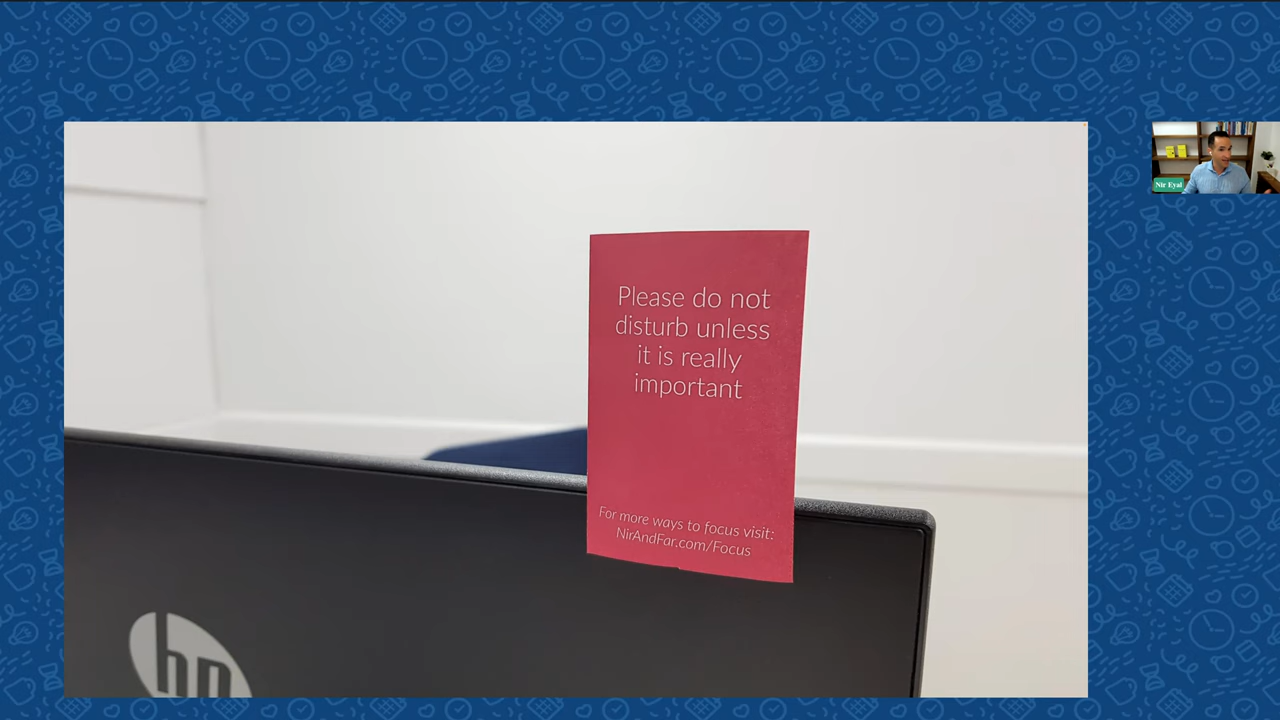 Please do not
disturb unless
it is really
important
For more ways to focus visit:
NirAndFar.com/Focus
hp
Nir Eyal